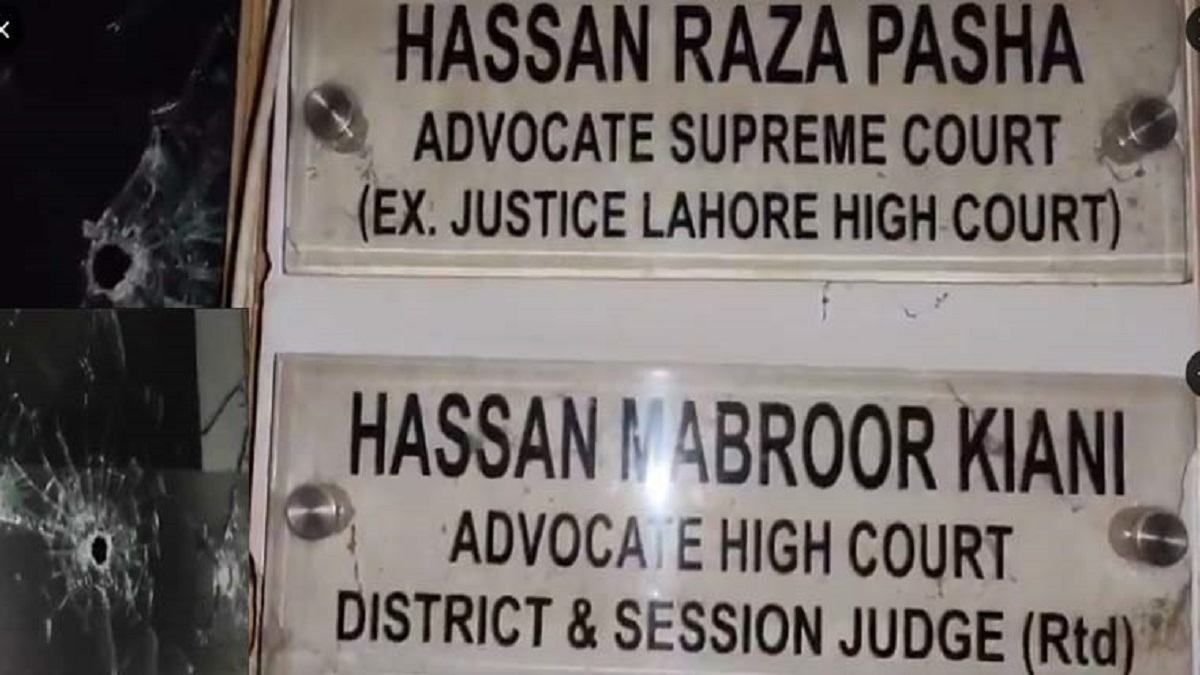 HASSAN RAZA PASHA
ADVOCATE SUPREME COURT
(EX. JUSTICE LAHORE HIGH COURT)
HASSAN MABROOR KIANI
ADVOCATE HIGH COURT
DISTRICT & SESSION JUDGE (Rtd)